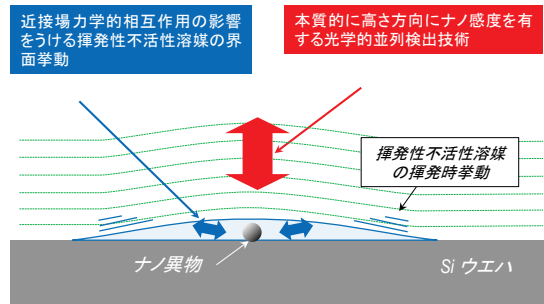 近接場力学的相互作用の影響
をうける揮発性不活性溶媒の界
面挙動
本質的に高さ方向にナノ感度を有
する光学的並列検出技術
揮発性不活性溶媒
の揮発時挙動
ナノ異物
Si ウエハ